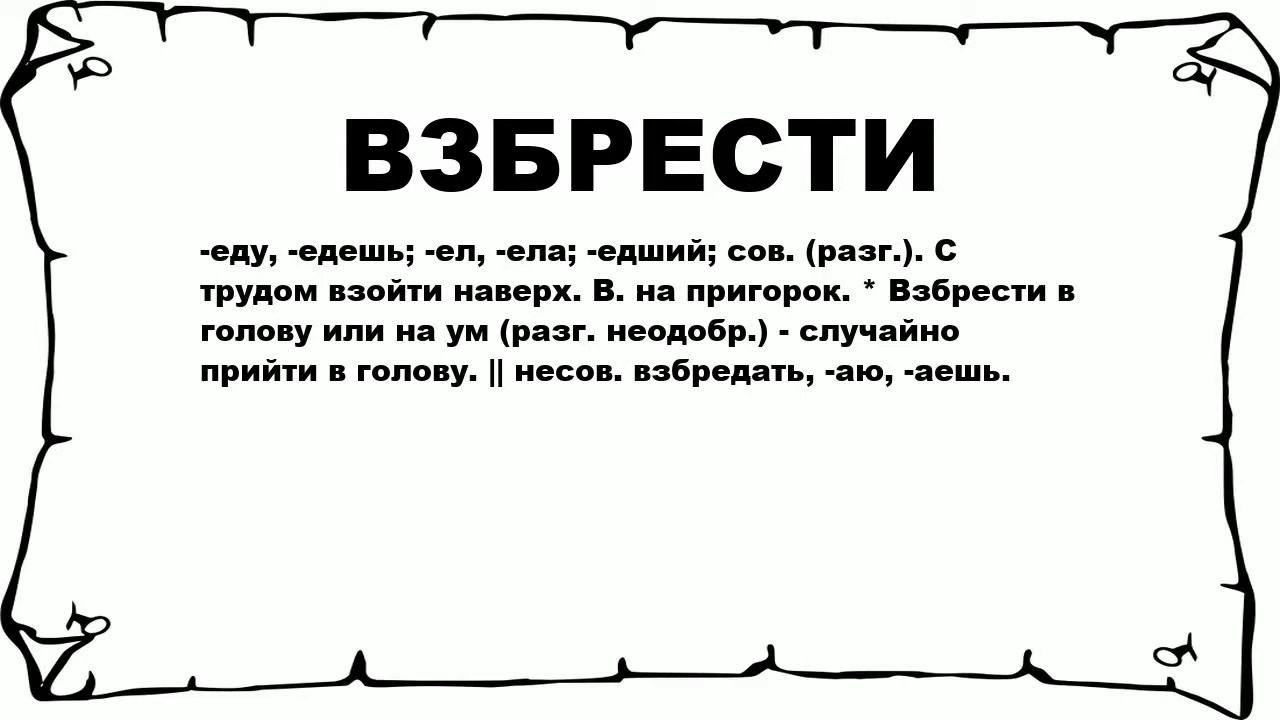 ВЗБРЕСТИ
-еду, -едешь; -ел, -ела; -едший; сов. (разг.). С
трудом взойти наверх. В. на пригорок. * Взбрести в
голову или на ум (разг. неодобр.) - случайно
прийти в голову. || несов. взбредать, -аю, -аешь.